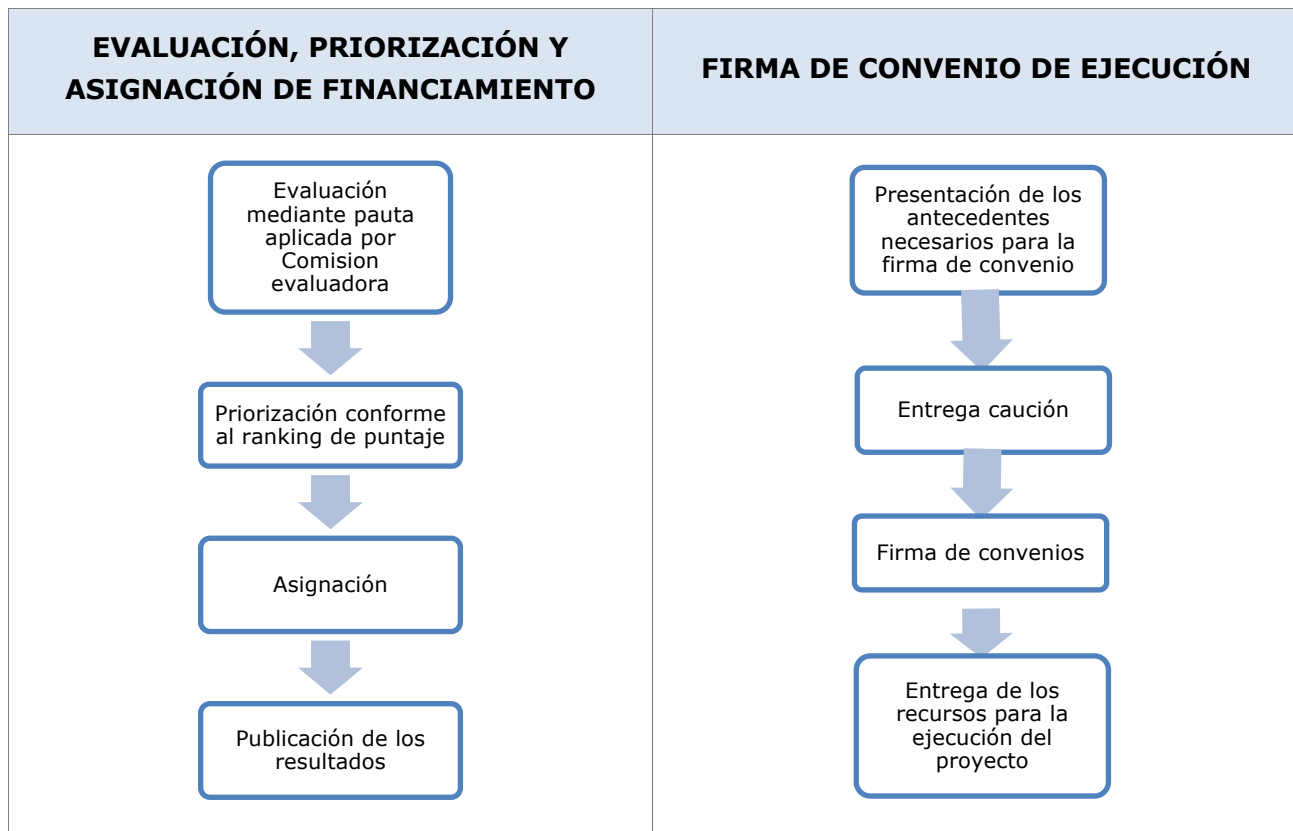 EVALUACIÓN, PRIORIZACIÓN Y
ASIGNACIÓN DE FINANCIAMIENTO
Evaluación
mediante pauta
aplicada por
Comision
evaluadora
Priorización conforme
al ranking de puntaje
Asignación
Publicación de los
resultados
FIRMA DE CONVENIO DE EJECUCIÓN
Presentación de los
antecedentes
necesarios para la
firma de convenio
Entrega caución
Firma de convenios
Entrega de los
recursos para la
ejecución del
proyecto